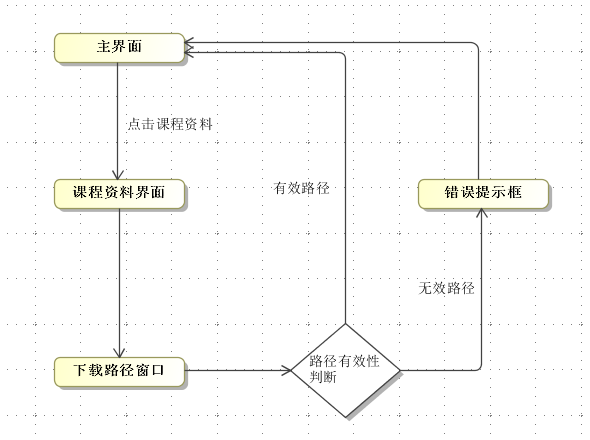 主界面
点击课程资料
有效路径
课程资料界面
错误提示框
无效路径
下载路径窗口
路径有效性
判断